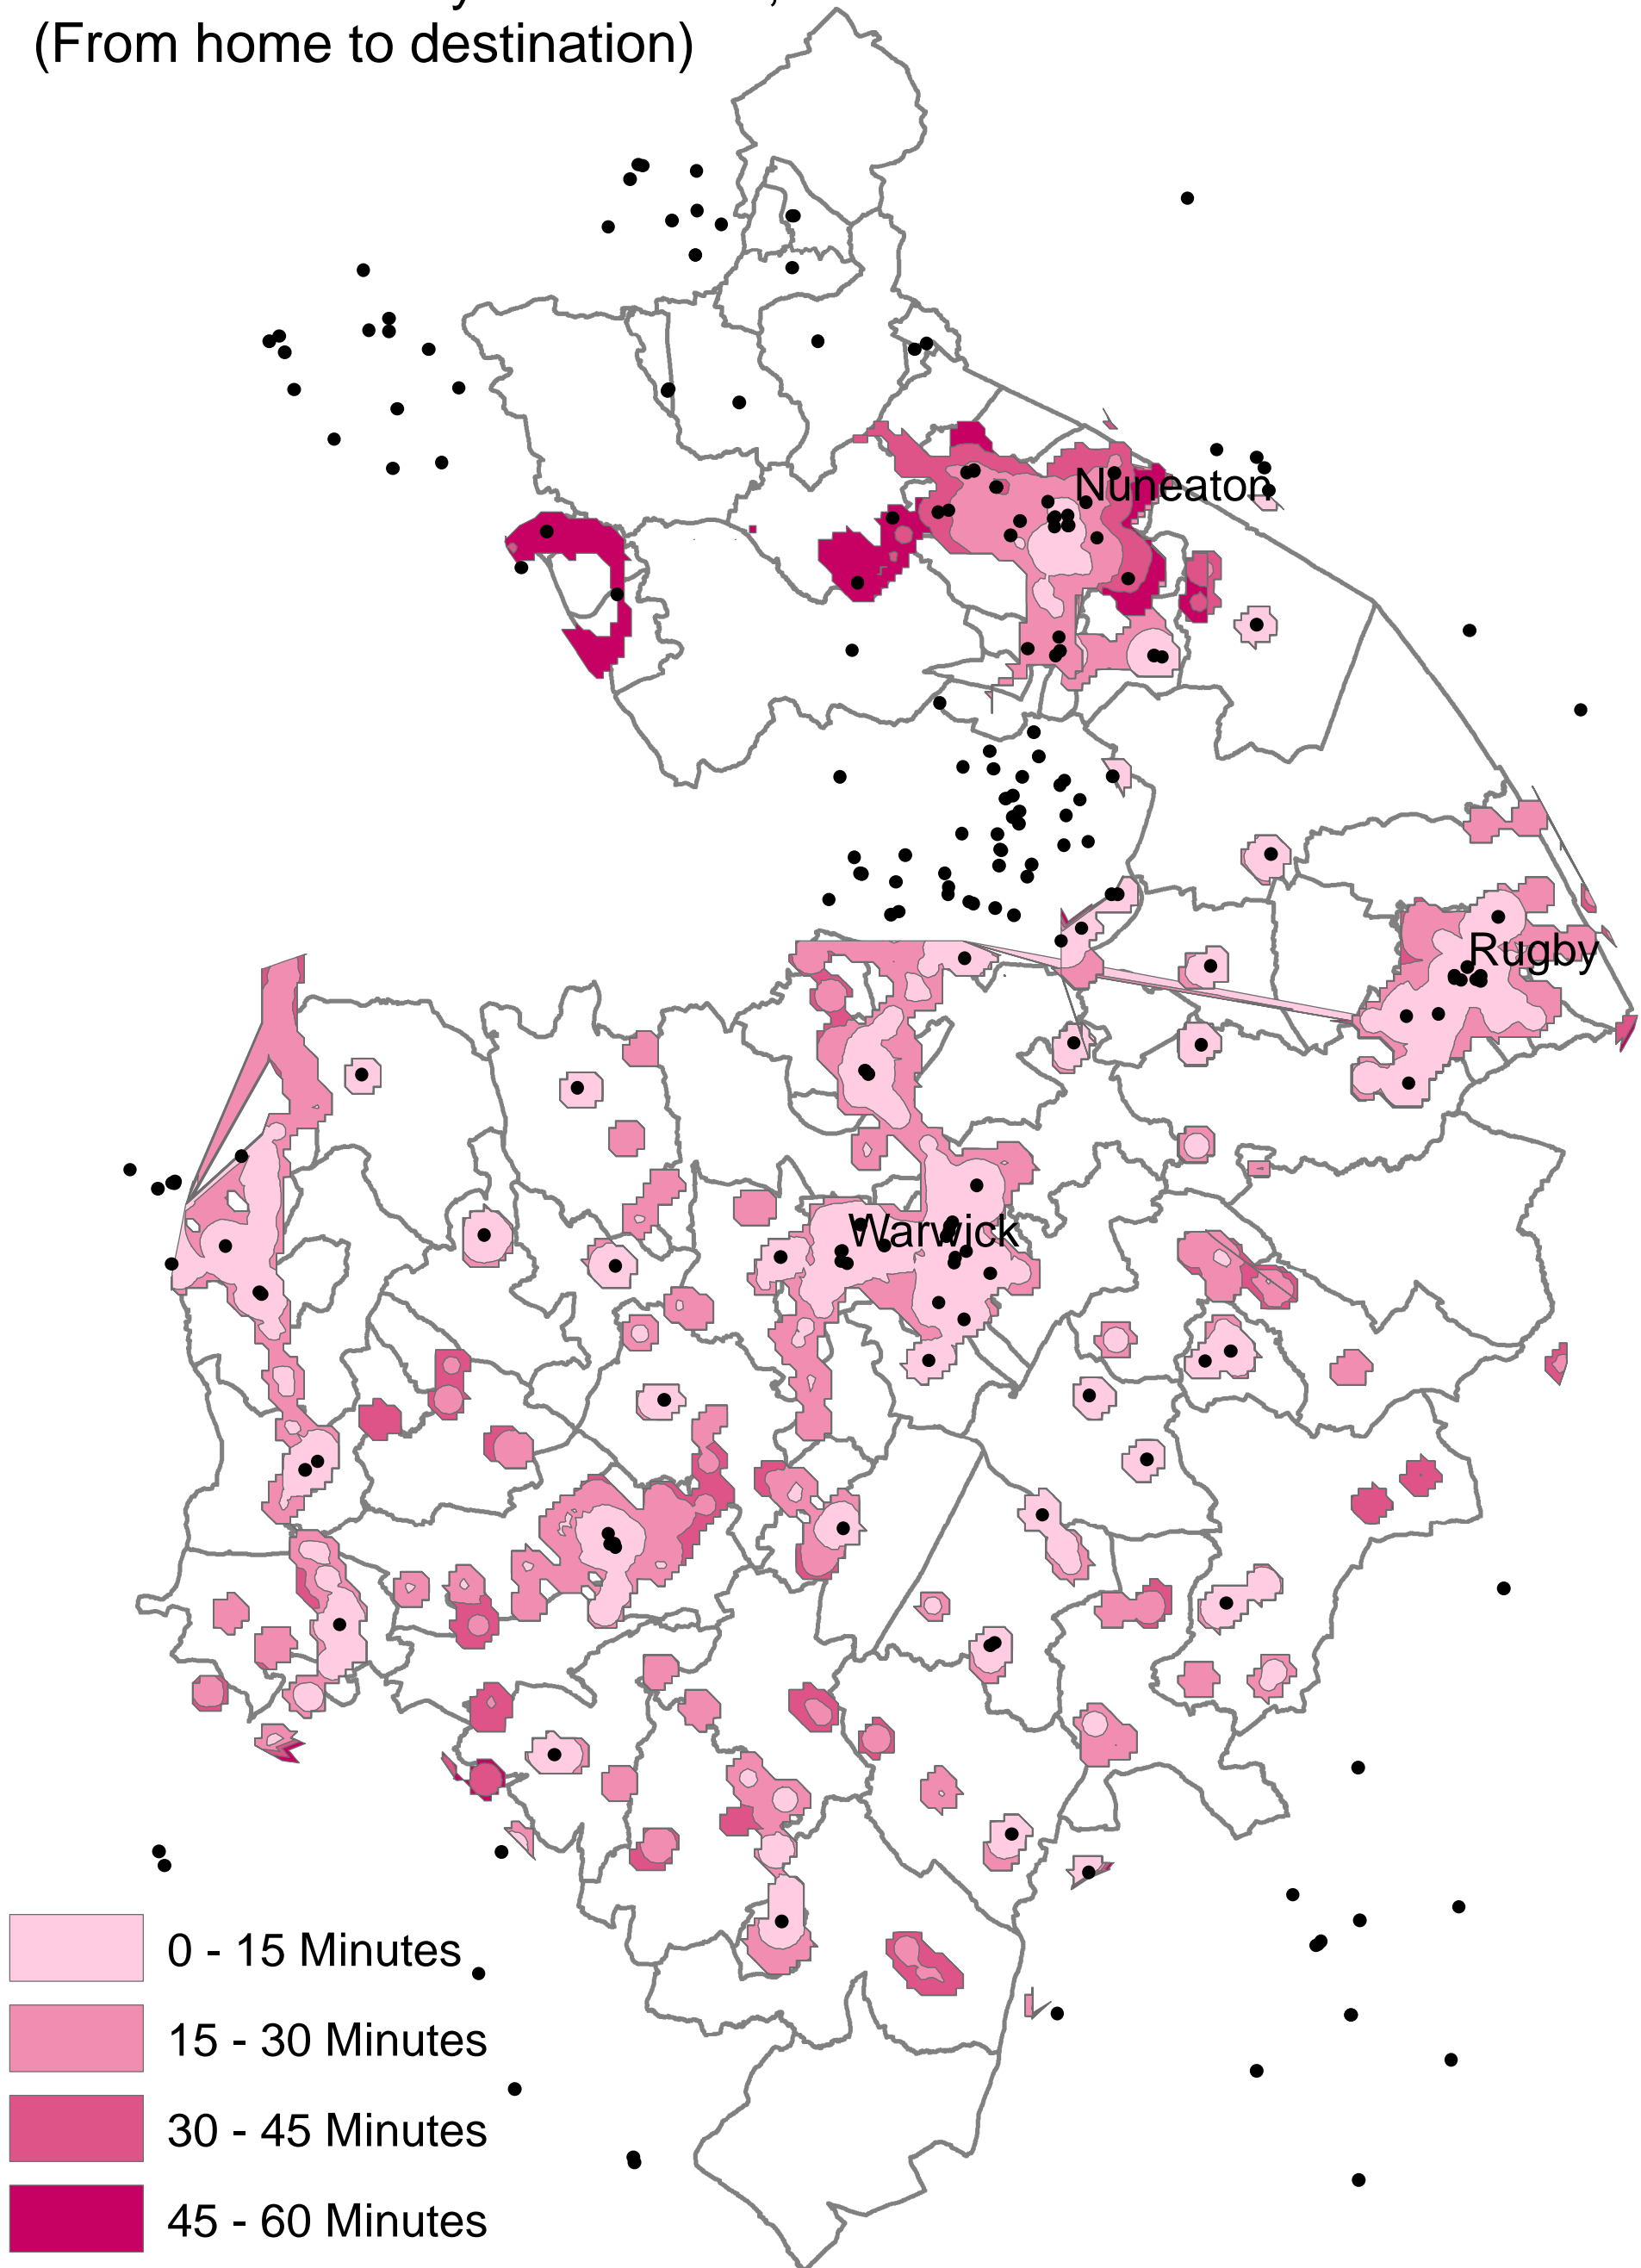 (From home to destination)
Nuneaton
Rugby
Warwick
0 - 15 Minutes
15 - 30 Minutes
30 - 45 Minutes
45 - 60 Minutes